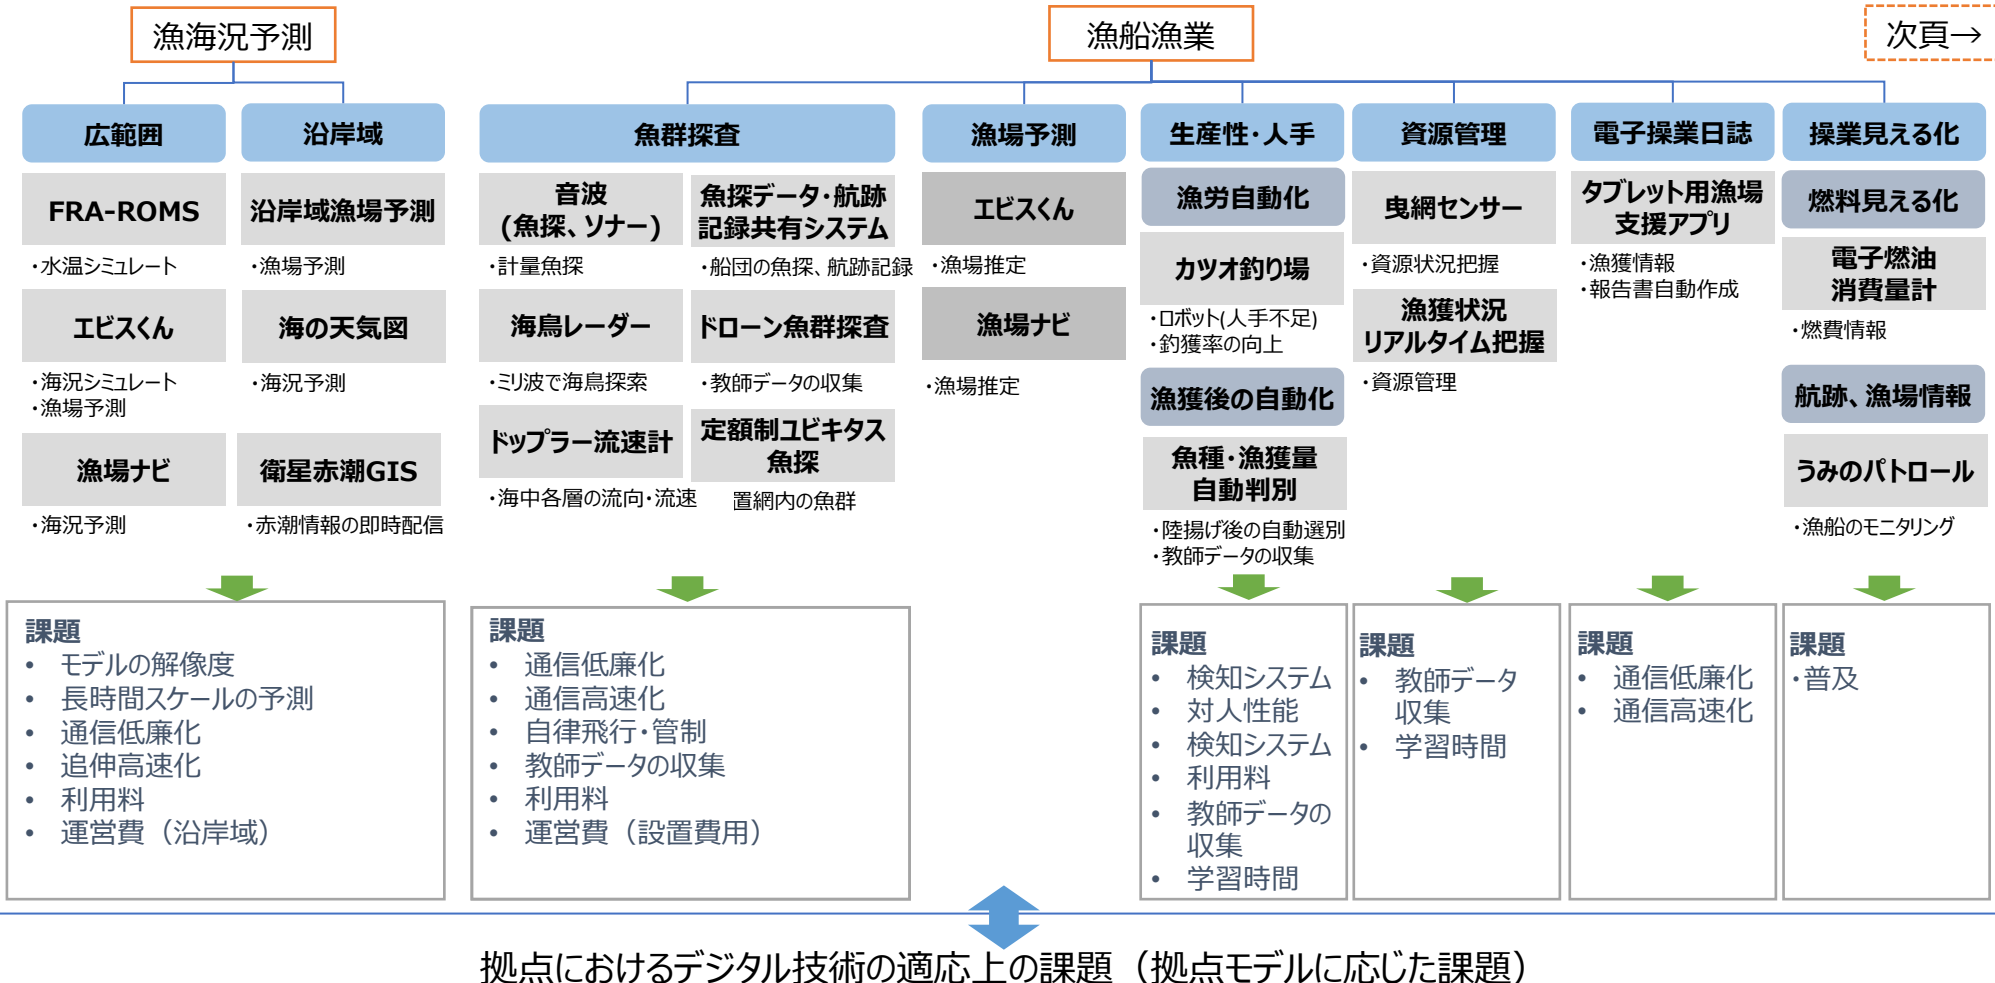 漁海況予測
漁船漁業
次頁→
広範囲
沿岸域
魚群探査
漁場予測
生産性・人手
資源管理
電子操業日誌
操業見える化
FRA-ROMS
・水温シミュレート
エビスくん
・海況シミュレート
・漁場予測
漁場ナビ
・海況予測
沿岸域漁場予測
・漁場予測
海の天気図
・海況予測
衛星赤潮GIS
・赤潮情報の即時配信
音波
(魚探、ソナー)
・計量魚探
海鳥レーダー
・ミリ波で海鳥探索
ドップラー流速計
・海中各層の流向・流速
魚探データ・航跡
記録共有システム
・船団の魚探、航跡記録
ドローン魚群探査
・教師データの収集
定額制ユビキタス
魚探
置網内の魚群
エビスくん
・漁場推定
漁場ナビ
・漁場推定
漁労自動化
カツオ釣り場
・ロボット(人手不足)
・釣獲率の向上
漁獲後の自動化
魚種・漁獲量
自動判別
・陸揚げ後の自動選別
・教師データの収集
曳網センサー
・資源状況把握
漁獲状況
リアルタイム把握
・資源管理
タブレット用漁場
支援アプリ
・漁獲情報
・報告書自動作成
燃料見える化
電子燃油
消費量計
・燃費情報
航跡、漁場情報
うみのパトロール
・漁船のモニタリング
課題
• モデルの解像度
• 長時間スケールの予測
• 通信低廉化
• 追伸高速化
• 利用料
• 運営費（沿岸域）
課題
• 通信低廉化
• 通信高速化
• 自律飛行・管制
• 教師データの収集
• 利用料
• 運営費（設置費用）
課題
• 検知システム
• 対人性能
• 検知システム
• 利用料
• 教師データの
収集
• 学習時間
課題
• 教師データ
収集
• 学習時間
課題
• 通信低廉化
• 通信高速化
課題
・普及
拠点におけるデジタル技術の適応上の課題（拠点モデルに応じた課題）